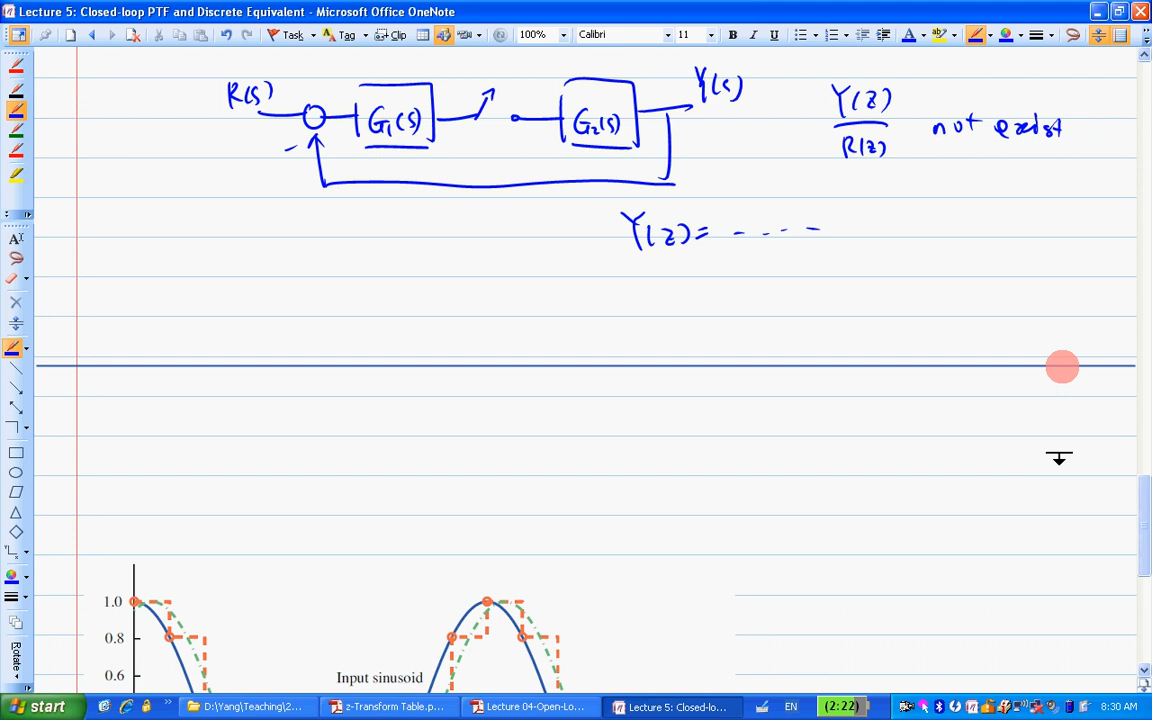 Lecture 5: Closed-loop PTF and Discrete Equivalent - Microsoft Office OneNote
Task Tag Clip 100% Calibri 11 B I U A ab
R(s) G₁(s) G₂(s) Y(s)
Y(z)
R(z)
not exist
Y(z)= - - - - -
A
1.0
0.8
0.6
Input sinusoid
Rotate
start D:\Yang\Teaching\2... z-Transform Table.p... Lecture 04-Open-Lo... Lecture 5: Closed-lo... EN (2:22) 8:30 AM